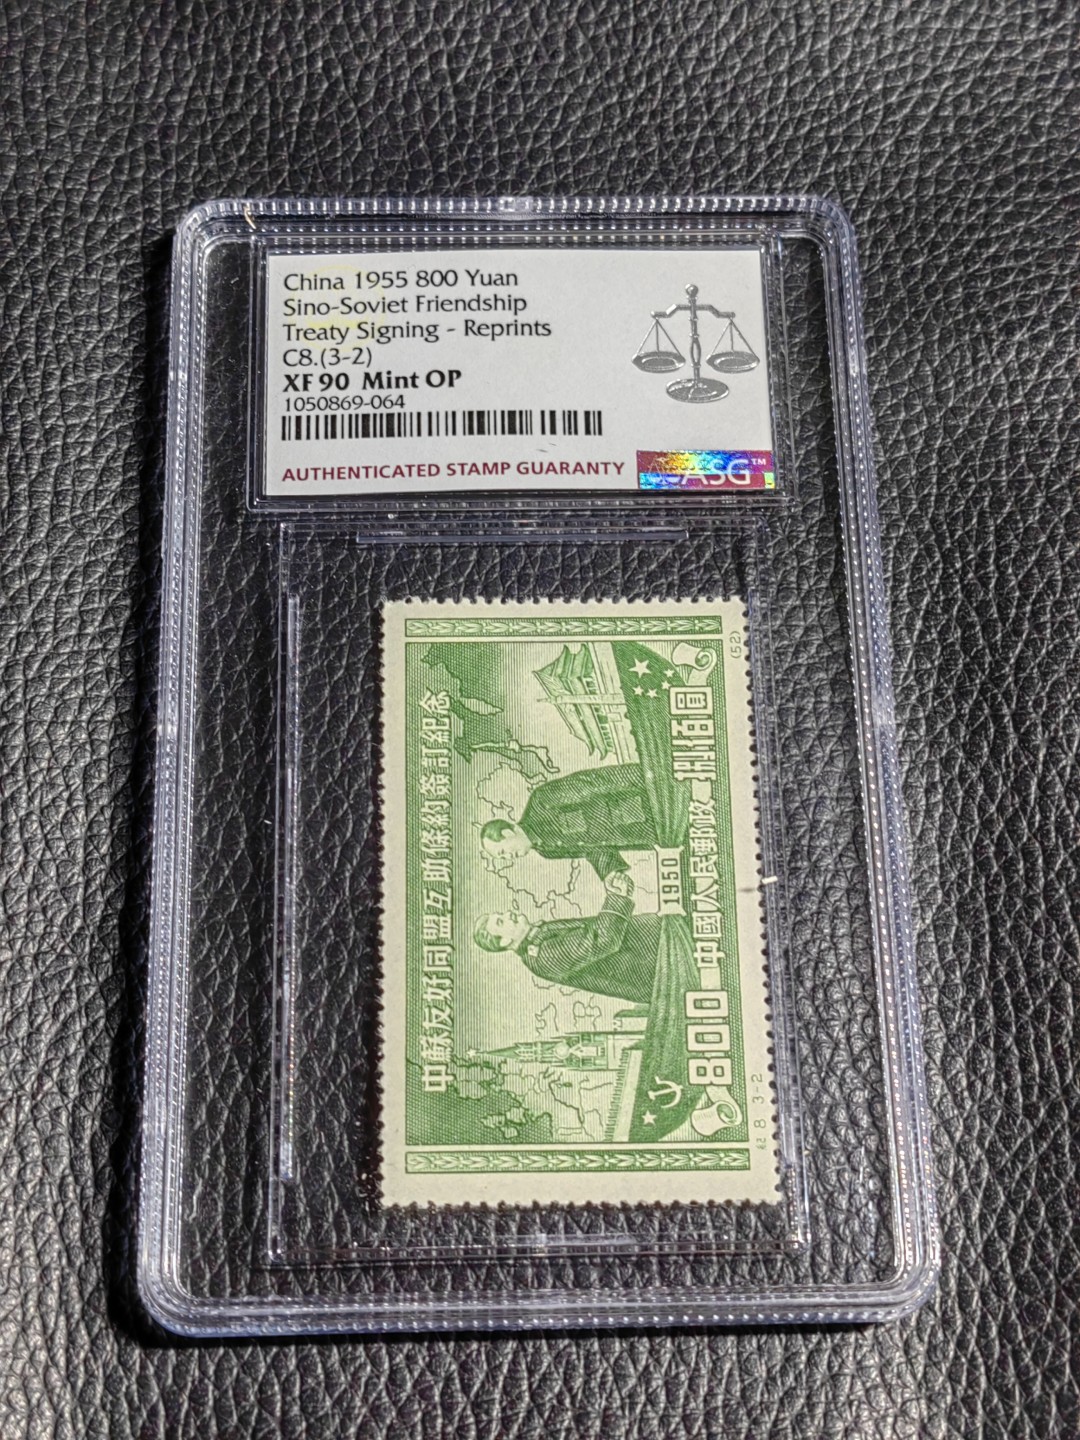 China 1955 800 Yuan
Sino-Soviet Friendship
Treaty Signing - Reprints
C8.(3-2)
XF 90 Mint OP
1050869-064
AUTHENTICATED STAMP GUARANTY
ASG™
中蘇友好同盟互助條約簽訂紀念
1950
800 中國人民郵政 捌佰圓
紀 8 3-2 (52)